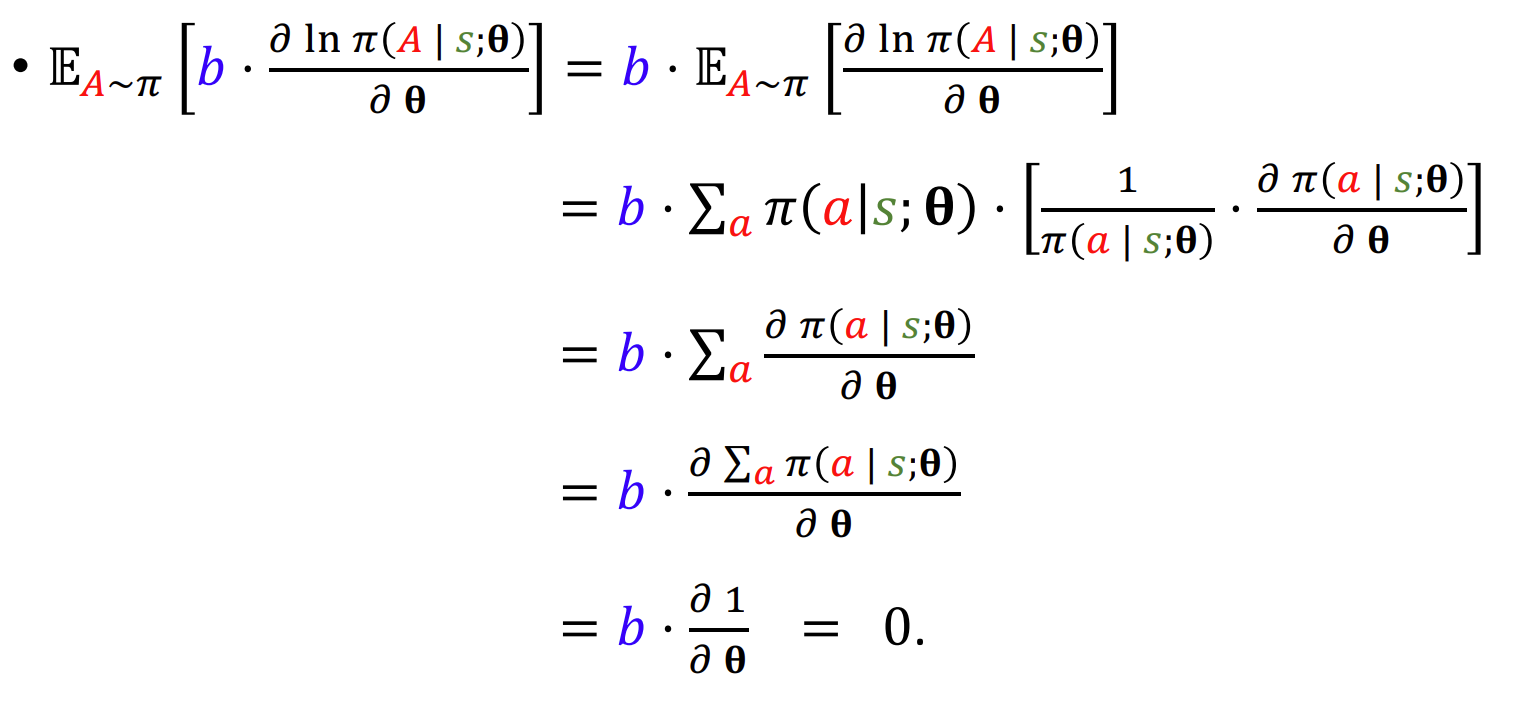 • 𝔼_{A∼π} [b · ∂ ln π(A | s;θ) / ∂ θ] = b · 𝔼_{A∼π} [∂ ln π(A | s;θ) / ∂ θ]
= b · ∑_a π(a|s; θ) · [1 / π(a | s;θ) · ∂ π(a | s;θ) / ∂ θ]
= b · ∑_a ∂ π(a | s;θ) / ∂ θ
= b · ∂ ∑_a π(a | s;θ) / ∂ θ
= b · ∂ 1 / ∂ θ = 0.